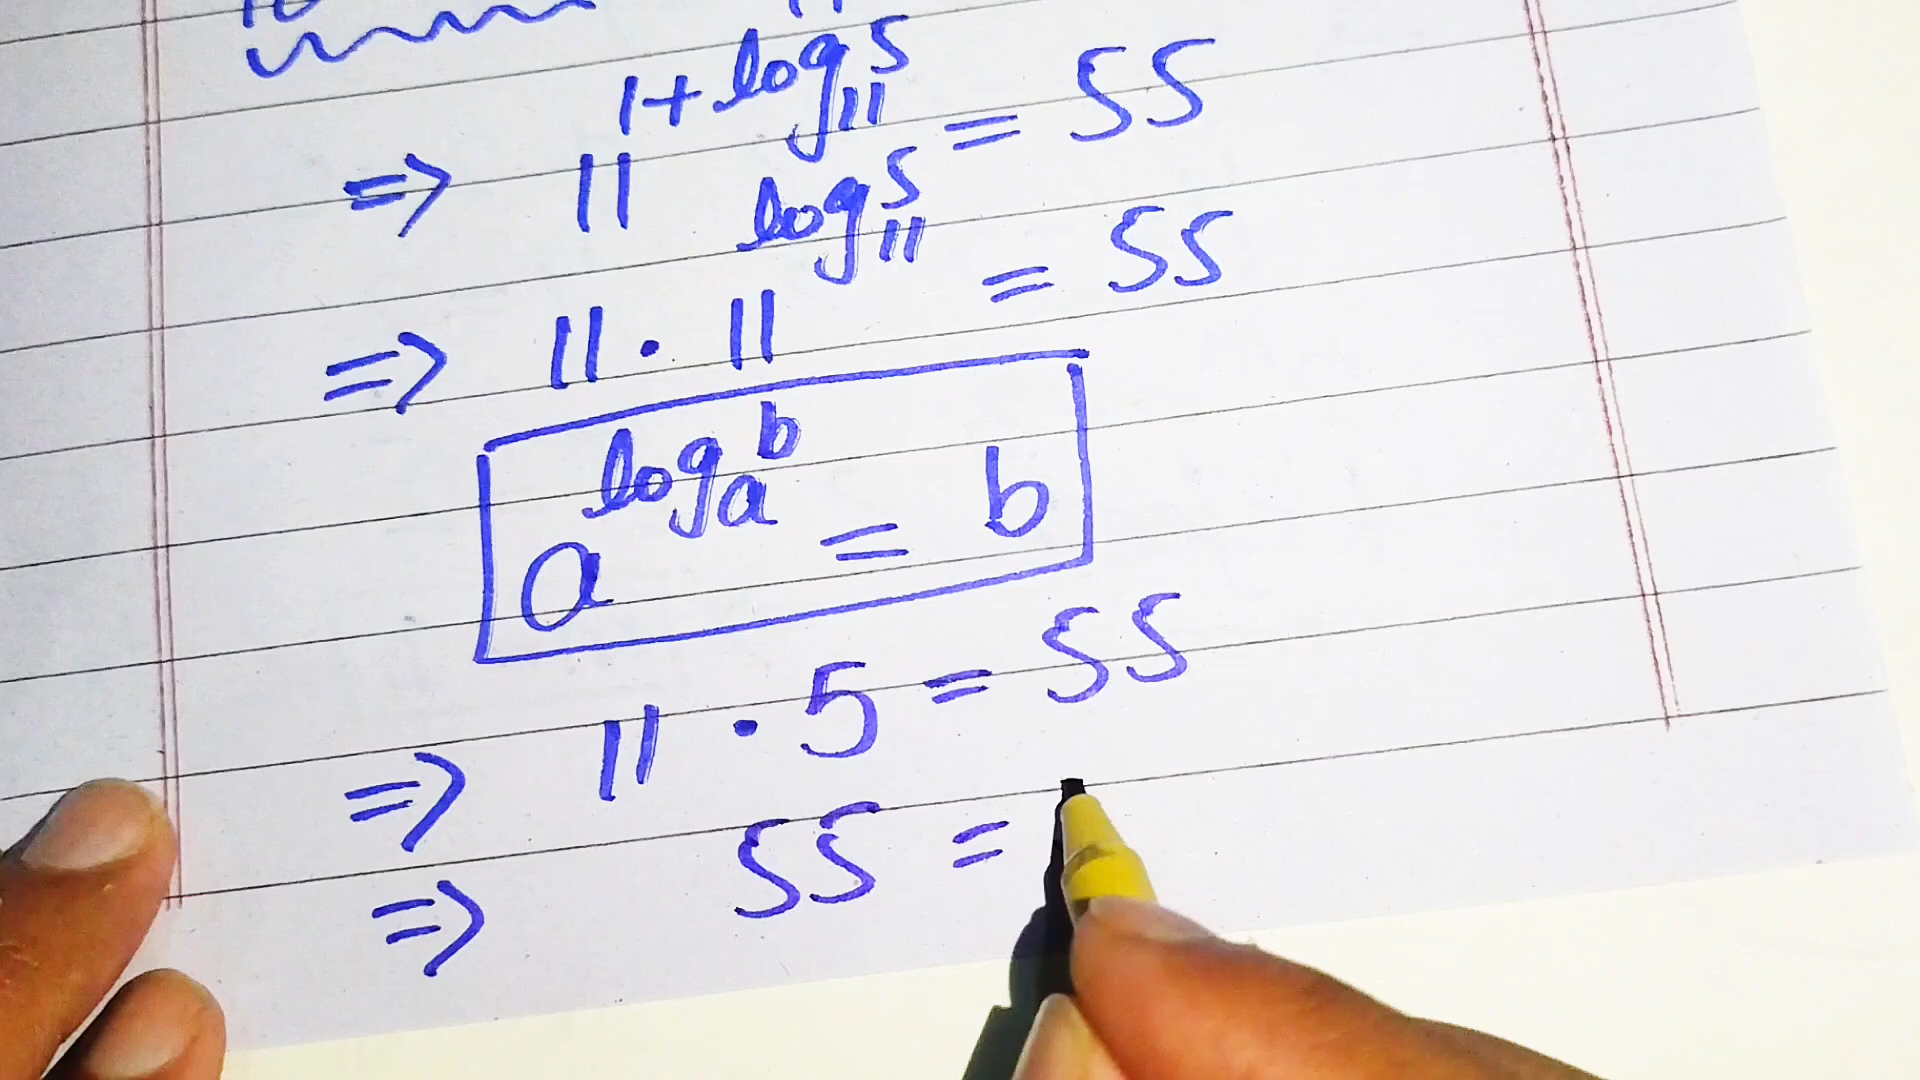 ⇒ 11^(1+log₁₁⁵) = 55
⇒ 11 · 11^(log₁₁⁵) = 55
a^(logₐᵇ) = b
⇒ 11 · 5 = 55
⇒ 55 =